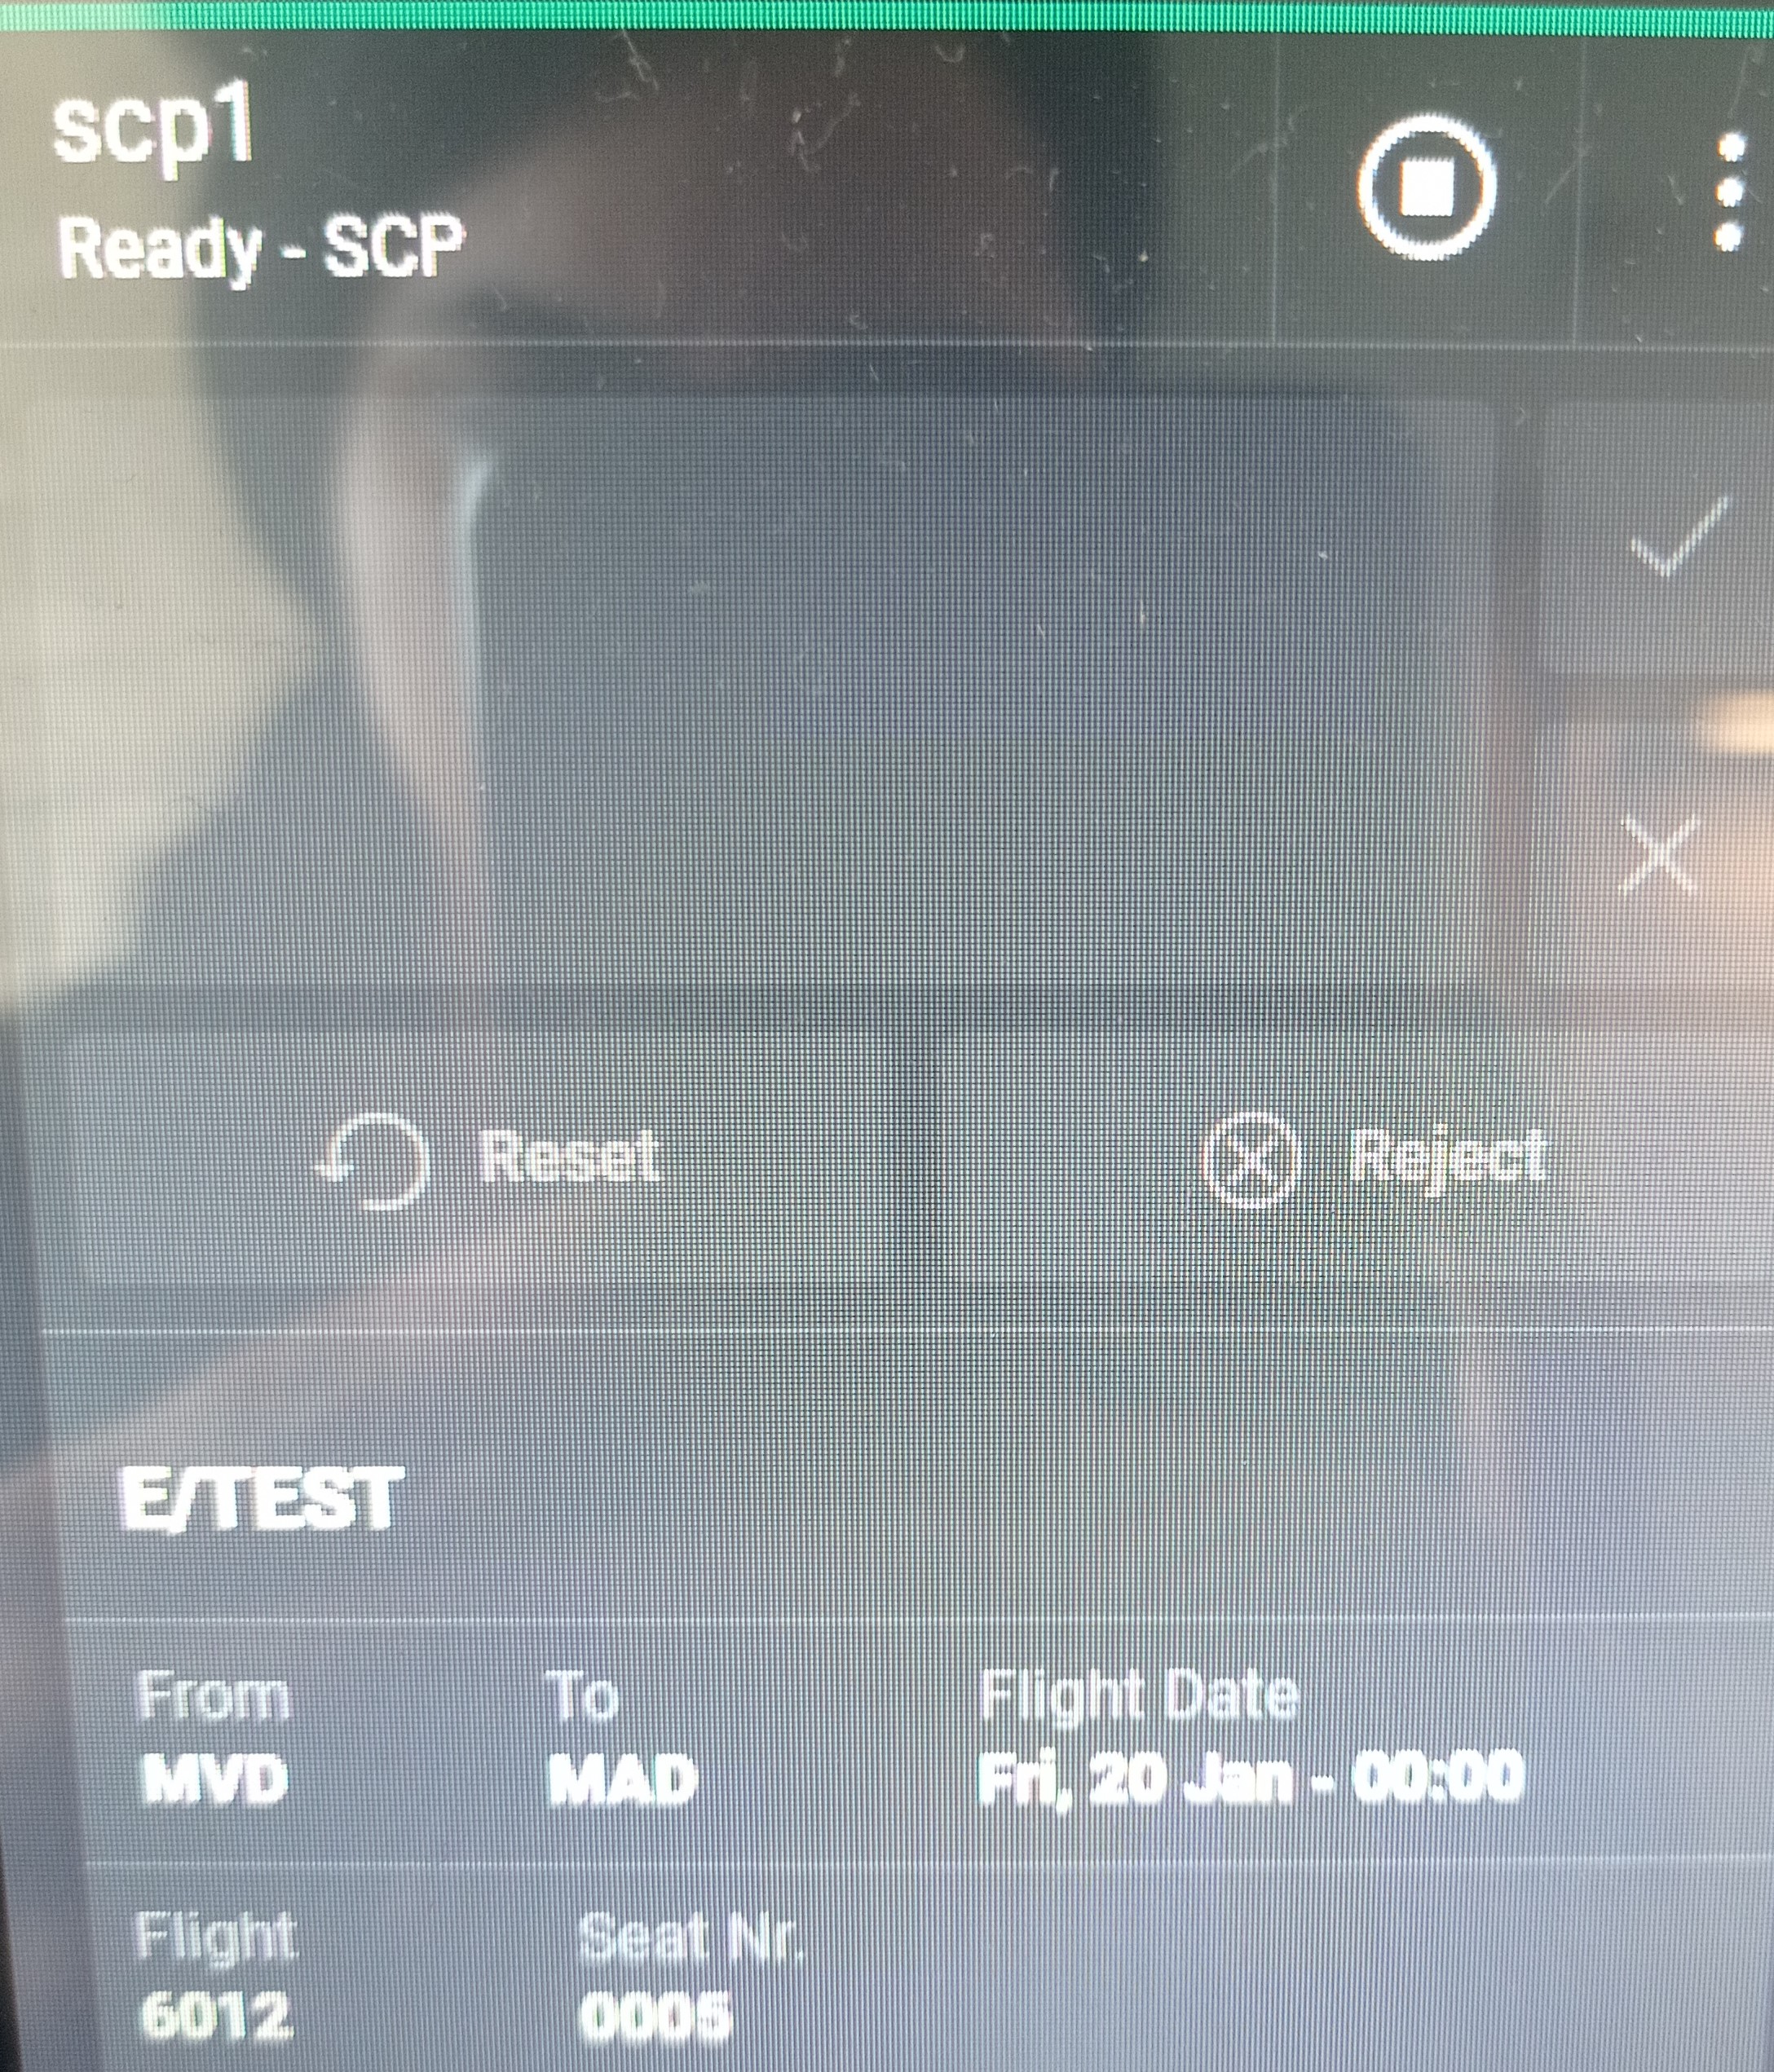 scp1
Ready - SCP
Reset
Reject
E/TEST
From To Flight Date
MVD MAD Fri, 20 Jan - 00:00
Flight Seat Nr.
6012 0005